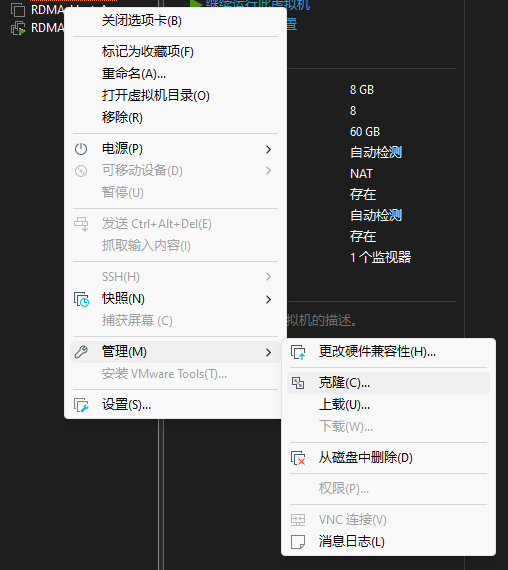 继续运行此虚拟机
RDMA
关闭选项卡(B)
RDMA
置
标记为收藏项(F)
重命名(A)...
打开虚拟机目录(O)
移除(R)
8 GB
8
60 GB
电源(P)
自动检测
可移动设备(D)
NAT
暂停(U)
存在
发送 Ctrl+Alt+Del(E)
自动检测
抓取输入内容(I)
存在
1 个监视器
SSH(H)
快照(N)
捕获屏幕 (C)
拟机的描述。
管理(M)
安装 VMware Tools(T)...
设置(S)...
更改硬件兼容性(H)...
克隆(C)...
上载(U)...
下载(W)...
从磁盘中删除(D)
权限(P)...
VNC 连接(V)
消息日志(L)